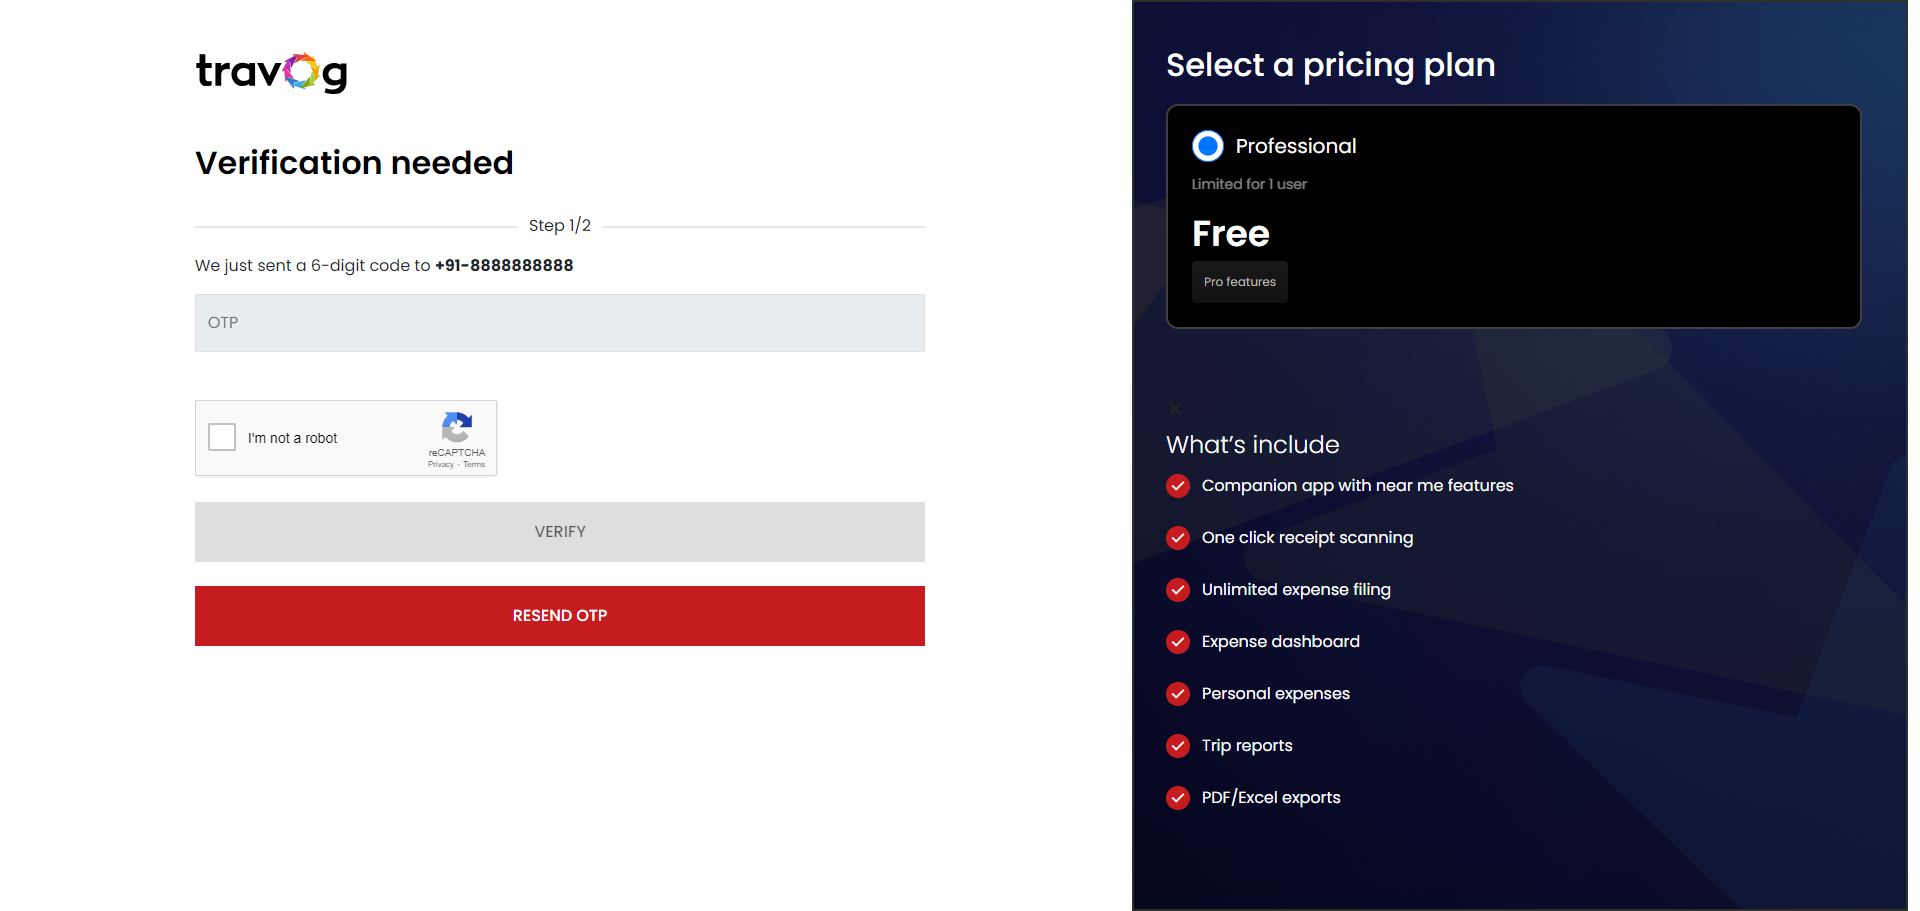 travog
Verification needed
Step 1/2
We just sent a 6-digit code to +91-8888888888
OTP
I'm not a robot
reCAPTCHA
Privacy - Terms
VERIFY
RESEND OTP
Select a pricing plan
Professional
Limited for 1 user
Free
Pro features
What's include
Companion app with near me features
One click receipt scanning
Unlimited expense filing
Expense dashboard
Personal expenses
Trip reports
PDF/Excel exports